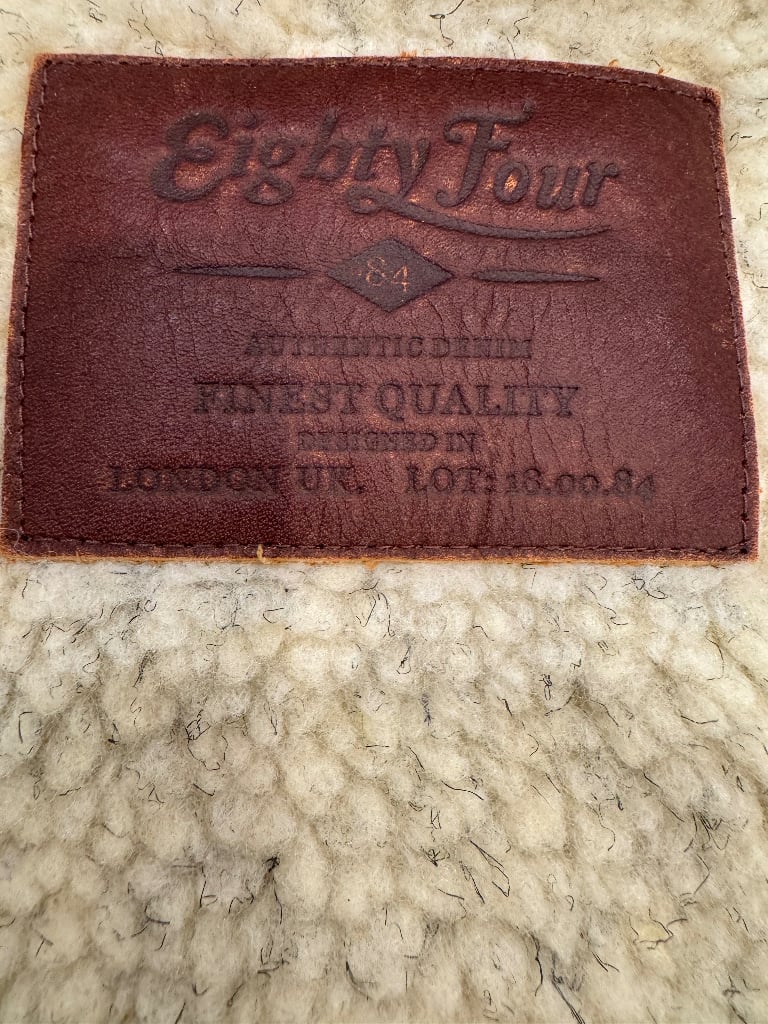 Eighty Four
'84
AUTHENTIC DENIM
FINEST QUALITY
DESIGNED IN
LONDON UK. LOT: 18.00.84